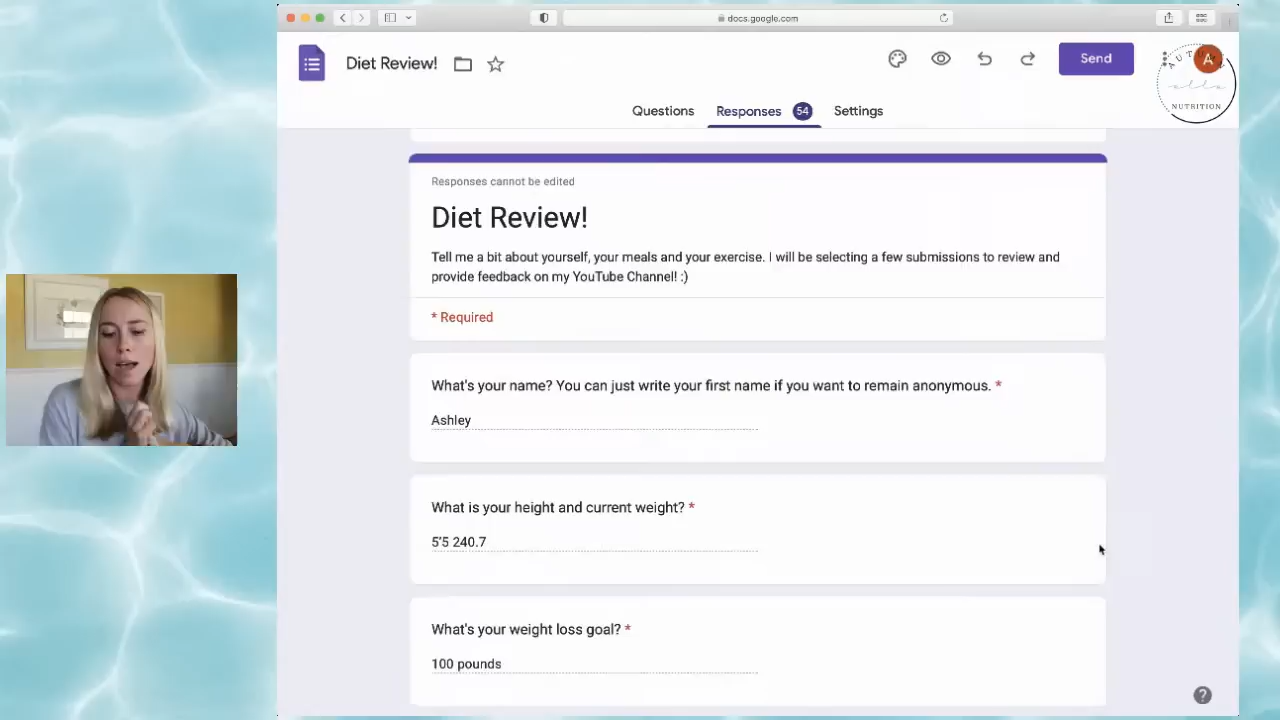 docs.google.com
Diet Review!
Send
A
AUTUMN
elle
NUTRITION
Questions
Responses 54
Settings
Responses cannot be edited
Diet Review!
Tell me a bit about yourself, your meals and your exercise. I will be selecting a few submissions to review and
provide feedback on my YouTube Channel! :)
* Required
What's your name? You can just write your first name if you want to remain anonymous. *
Ashley
What is your height and current weight? *
5'5 240.7
What's your weight loss goal? *
100 pounds
?